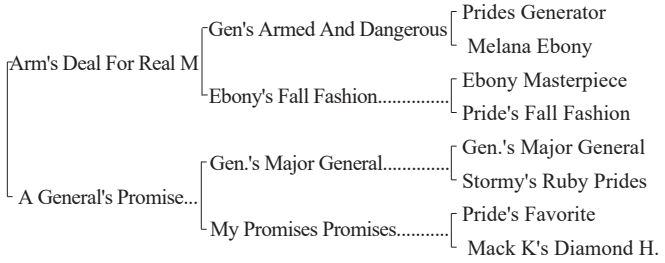 Prides Generator
Gen's Armed And Dangerous
Melana Ebony
Arm's Deal For Real M
Ebony Masterpiece
Ebony's Fall Fashion...............
Pride's Fall Fashion
Gen.'s Major General
Gen.'s Major General...............
Stormy's Ruby Prides
A General's Promise...
Pride's Favorite
My Promises Promises...........
Mack K's Diamond H.